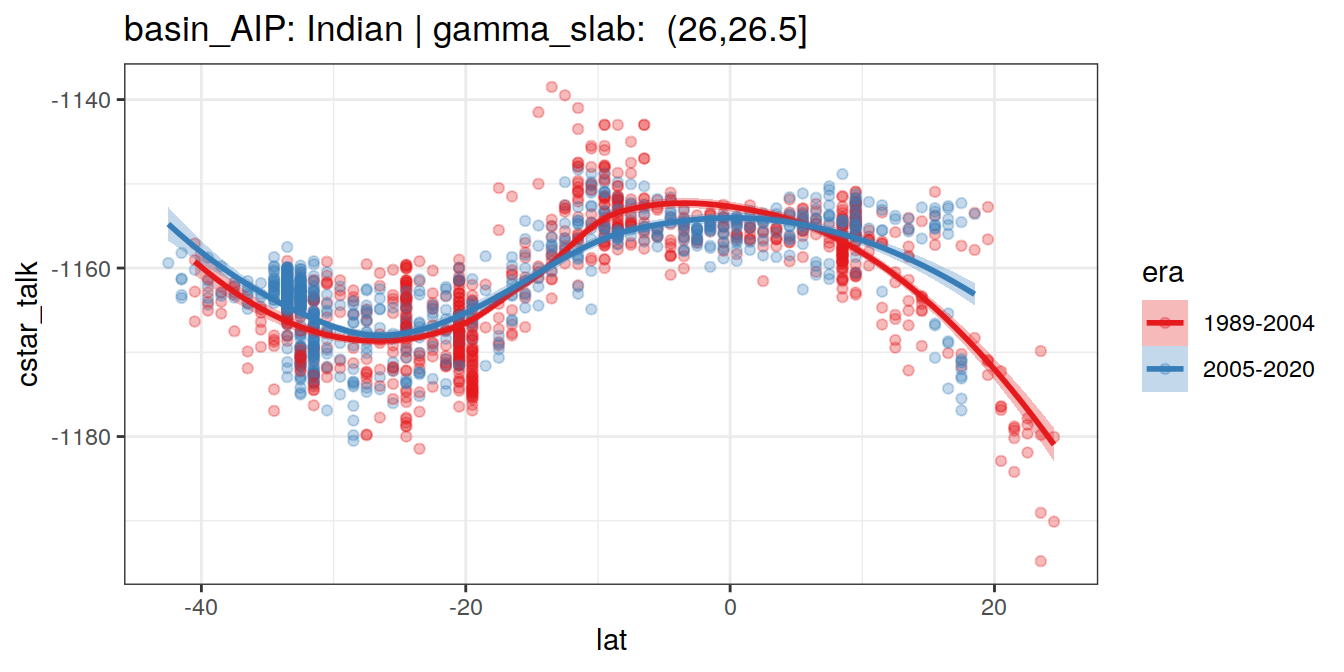 basin_AIP: Indian | gamma_slab:  (26,26.5]
-1140
-1160
-1180
cstar_talk
-40
-20
0
20
lat
era
1989-2004
2005-2020